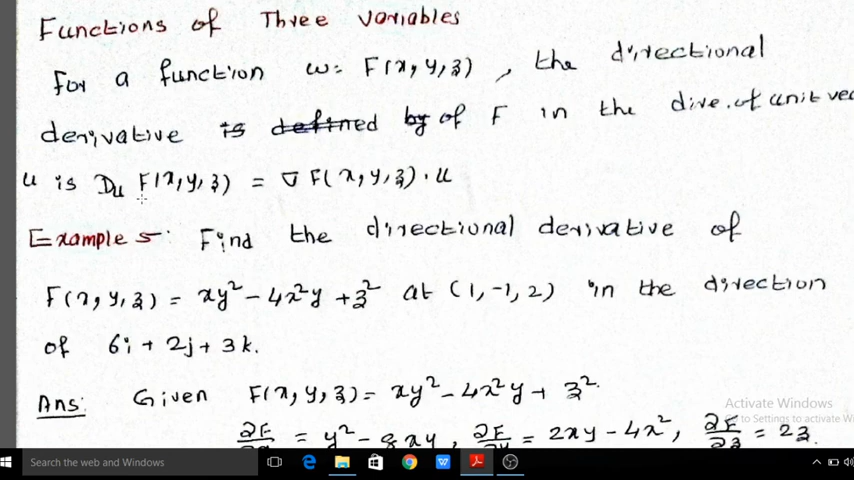 Functions of Three variables
For a function w = F(x, y, z), the directional
derivative is defined by of F in the dire. of unit vec
u is Du F(x, y, z) = ∇ F(x, y, z) · u
Example 5: Find the directional derivative of
F(x, y, z) = xy² - 4x²y + z² at (1, -1, 2) in the direction
of 6i + 2j + 3k.
Ans: Given F(x, y, z) = xy² - 4x²y + z².
∂F/∂x = y² - 8xy, ∂F/∂y = 2xy - 4x², ∂F/∂z = 2z.
Activate Windows
Go to Settings to activate Wi
Search the web and Windows